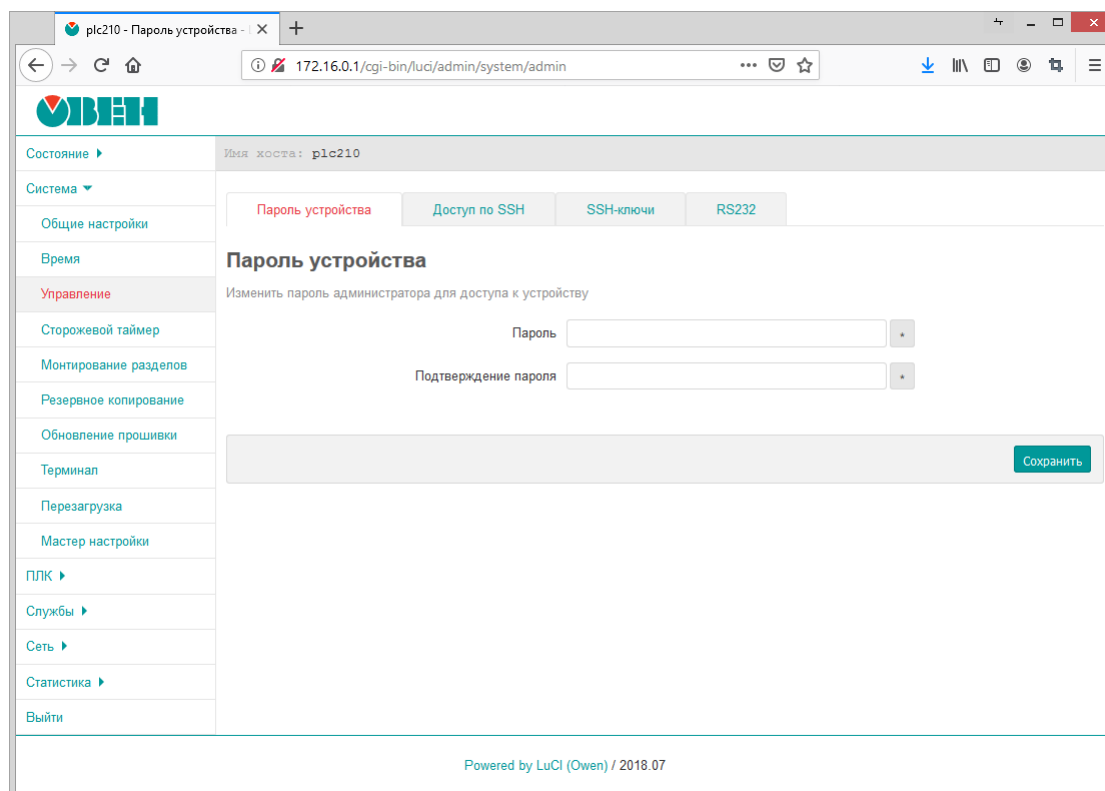 plc210 - Пароль устройства -
172.16.0.1/cgi-bin/luci/admin/system/admin
ОВЕН
Состояние
Имя хоста: plc210
Система
Общие настройки
Время
Управление
Сторожевой таймер
Монтирование разделов
Резервное копирование
Обновление прошивки
Терминал
Перезагрузка
Мастер настройки
ПЛК
Службы
Сеть
Статистика
Выйти
Пароль устройства Доступ по SSH SSH-ключи RS232
Пароль устройства
Изменить пароль администратора для доступа к устройству
Пароль *
Подтверждение пароля *
Сохранить
Powered by LuCI (Owen) / 2018.07